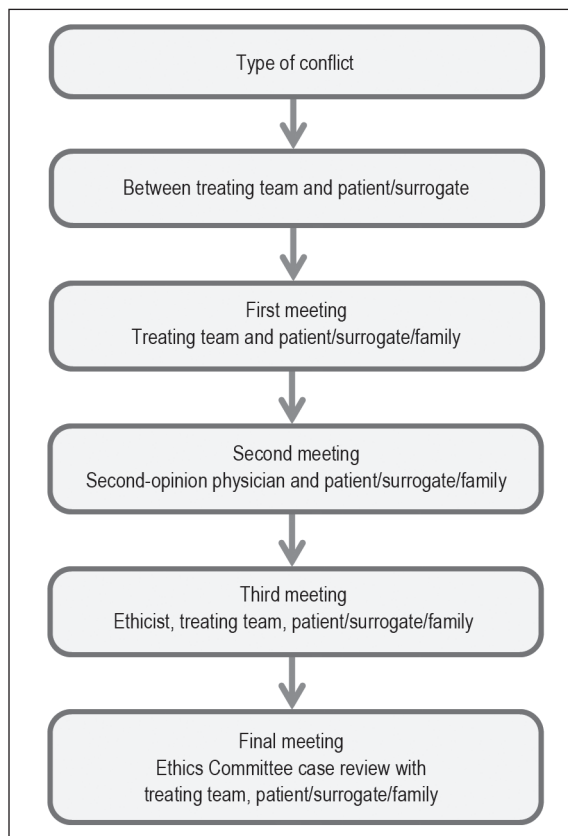 Type of conflict
Between treating team and patient/surrogate
First meeting
Treating team and patient/surrogate/family
Second meeting
Second-opinion physician and patient/surrogate/family
Third meeting
Ethicist, treating team, patient/surrogate/family
Final meeting
Ethics Committee case review with
treating team, patient/surrogate/family